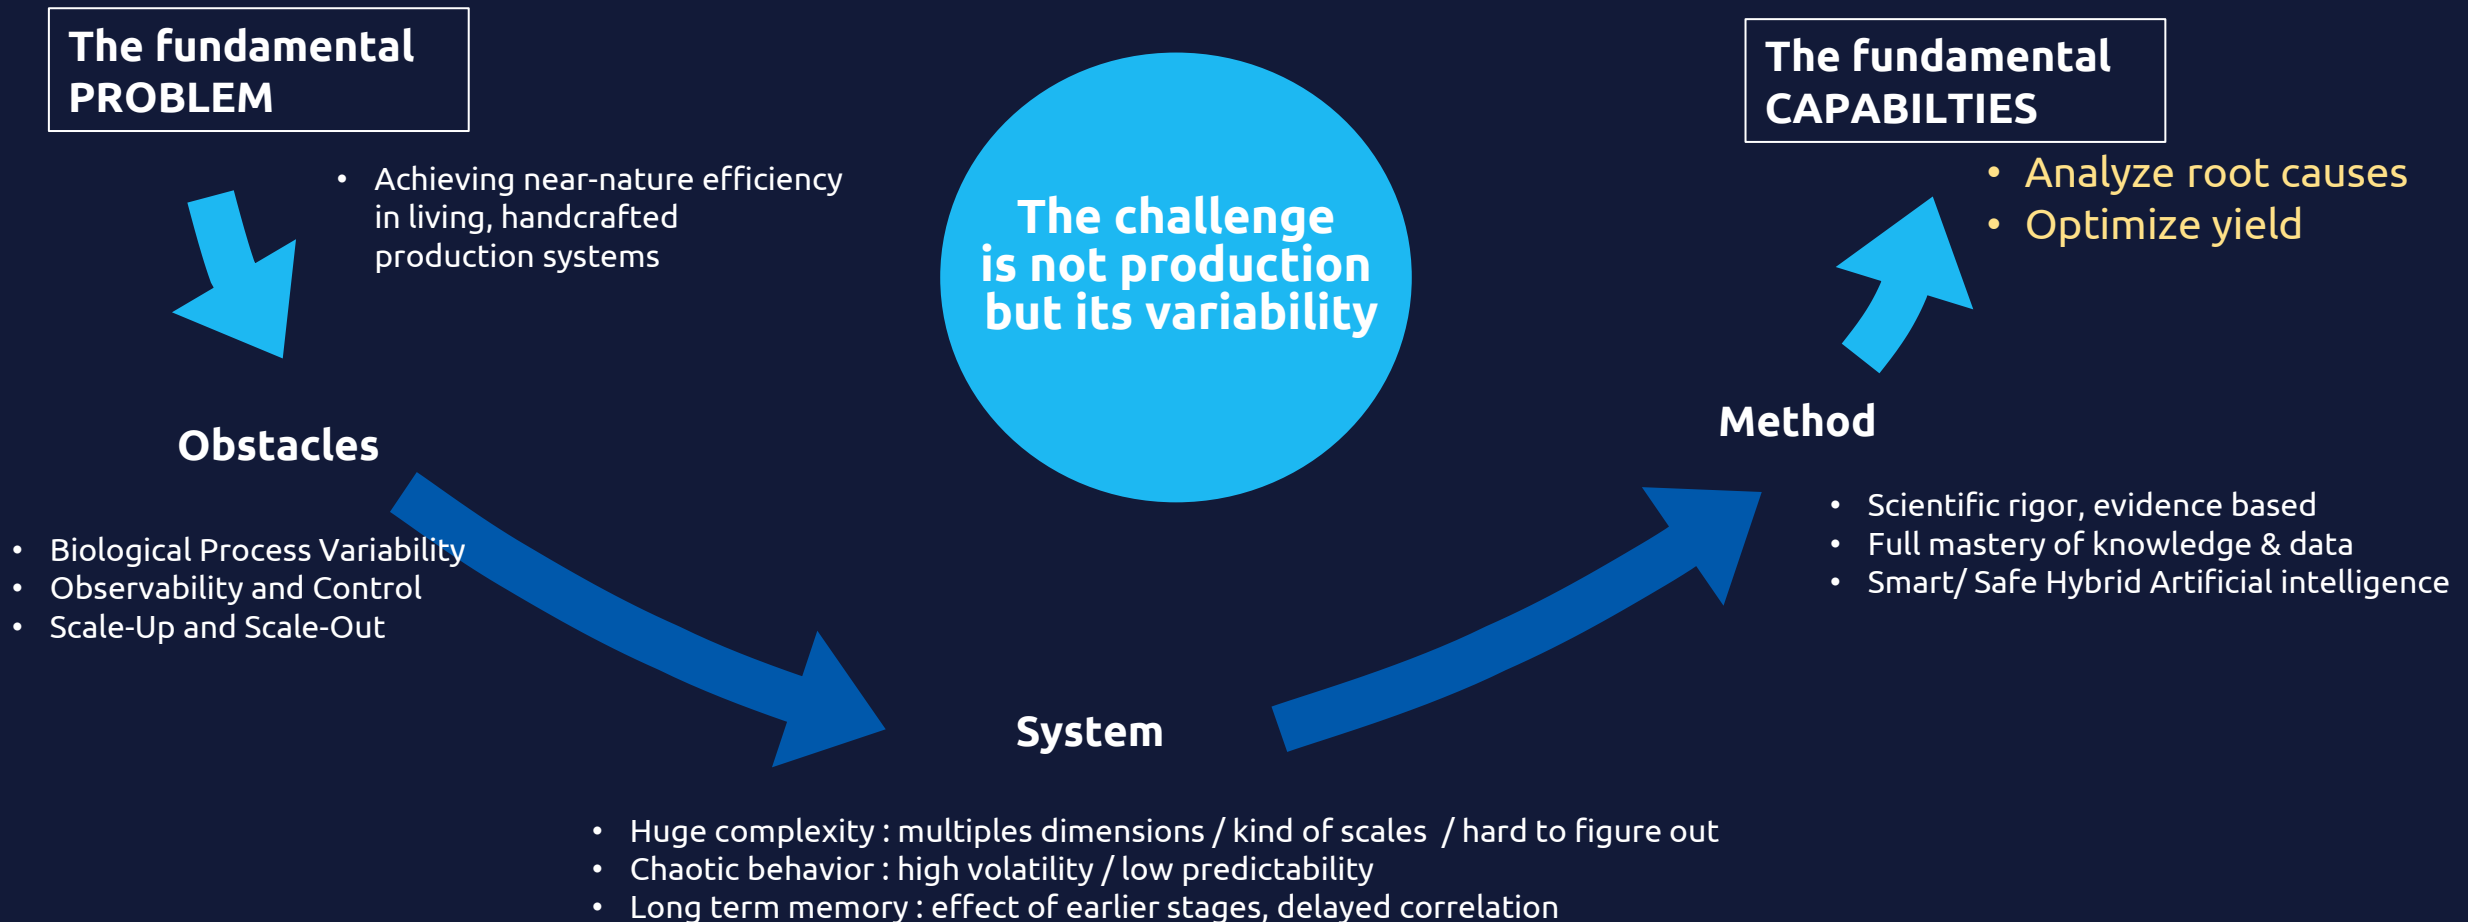 The fundamental
PROBLEM
• Achieving near-nature efficiency
in living, handcrafted
production systems
Obstacles
• Biological Process Variability
• Observability and Control
• Scale-Up and Scale-Out
The challenge
is not production
but its variability
System
• Huge complexity : multiples dimensions / kind of scales / hard to figure out
• Chaotic behavior : high volatility / low predictability
• Long term memory : effect of earlier stages, delayed correlation
Method
• Scientific rigor, evidence based
• Full mastery of knowledge & data
• Smart/ Safe Hybrid Artificial intelligence
The fundamental
CAPABILTIES
• Analyze root causes
• Optimize yield